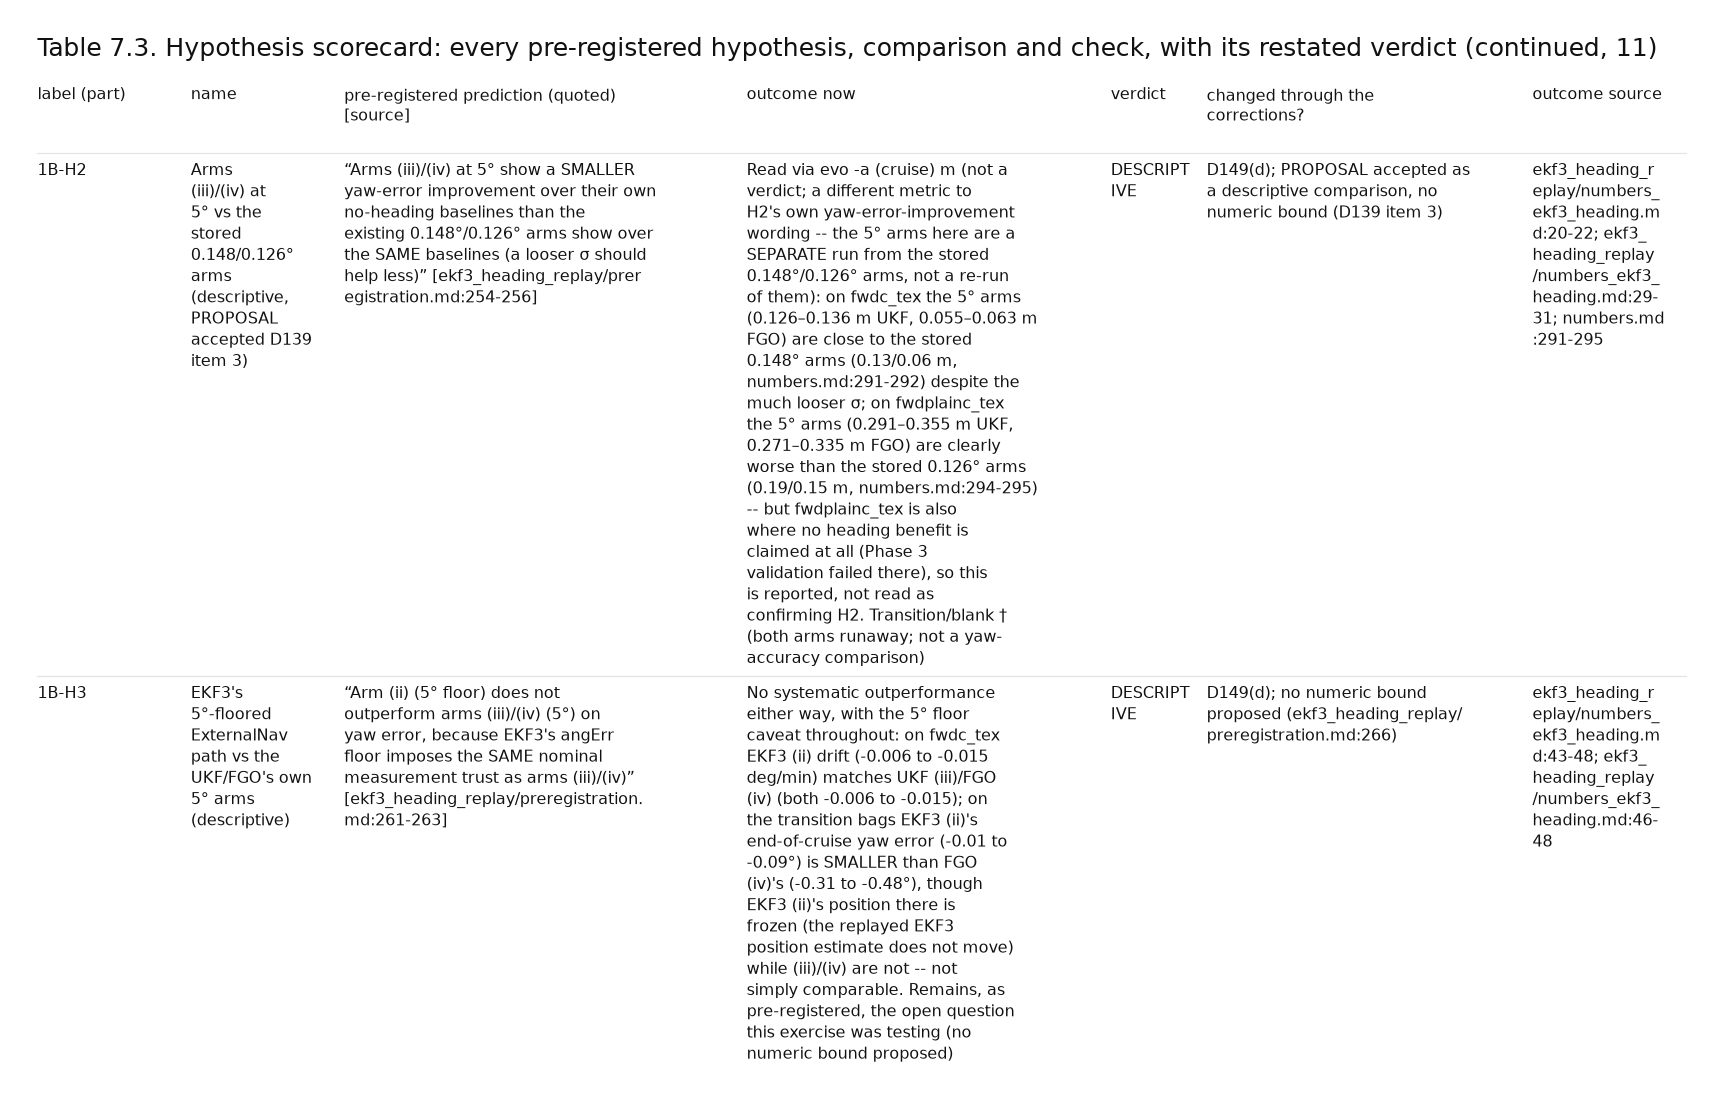 Table 7.3. Hypothesis scorecard: every pre-registered hypothesis, comparison and check, with its restated verdict (continued, 11)
label (part)
name
pre-registered prediction (quoted)
[source]
outcome now
verdict
changed through the
corrections?
outcome source
1B-H2
Arms
(iii)/(iv) at
5° vs the
stored
0.148/0.126°
arms
(descriptive,
PROPOSAL
accepted D139
item 3)
“Arms (iii)/(iv) at 5° show a SMALLER
yaw-error improvement over their own
no-heading baselines than the
existing 0.148°/0.126° arms show over
the SAME baselines (a looser σ should
help less)” [ekf3_heading_replay/prer
egistration.md:254-256]
Read via evo -a (cruise) m (not a
verdict; a different metric to
H2's own yaw-error-improvement
wording -- the 5° arms here are a
SEPARATE run from the stored
0.148°/0.126° arms, not a re-run
of them): on fwdc_tex the 5° arms
(0.126–0.136 m UKF, 0.055–0.063 m
FGO) are close to the stored
0.148° arms (0.13/0.06 m,
numbers.md:291-292) despite the
much looser σ; on fwdplainc_tex
the 5° arms (0.291–0.355 m UKF,
0.271–0.335 m FGO) are clearly
worse than the stored 0.126° arms
(0.19/0.15 m, numbers.md:294-295)
-- but fwdplainc_tex is also
where no heading benefit is
claimed at all (Phase 3
validation failed there), so this
is reported, not read as
confirming H2. Transition/blank †
(both arms runaway; not a yaw-
accuracy comparison)
DESCRIPT
IVE
D149(d); PROPOSAL accepted as
a descriptive comparison, no
numeric bound (D139 item 3)
ekf3_heading_r
eplay/numbers_
ekf3_heading.m
d:20-22; ekf3_
heading_replay
/numbers_ekf3_
heading.md:29-
31; numbers.md
:291-295
1B-H3
EKF3's
5°-floored
ExternalNav
path vs the
UKF/FGO's own
5° arms
(descriptive)
“Arm (ii) (5° floor) does not
outperform arms (iii)/(iv) (5°) on
yaw error, because EKF3's angErr
floor imposes the SAME nominal
measurement trust as arms (iii)/(iv)”
[ekf3_heading_replay/preregistration.
md:261-263]
No systematic outperformance
either way, with the 5° floor
caveat throughout: on fwdc_tex
EKF3 (ii) drift (-0.006 to -0.015
deg/min) matches UKF (iii)/FGO
(iv) (both -0.006 to -0.015); on
the transition bags EKF3 (ii)'s
end-of-cruise yaw error (-0.01 to
-0.09°) is SMALLER than FGO
(iv)'s (-0.31 to -0.48°), though
EKF3 (ii)'s position there is
frozen (the replayed EKF3
position estimate does not move)
while (iii)/(iv) are not -- not
simply comparable. Remains, as
pre-registered, the open question
this exercise was testing (no
numeric bound proposed)
DESCRIPT
IVE
D149(d); no numeric bound
proposed (ekf3_heading_replay/
preregistration.md:266)
ekf3_heading_r
eplay/numbers_
ekf3_heading.m
d:43-48; ekf3_
heading_replay
/numbers_ekf3_
heading.md:46-
48